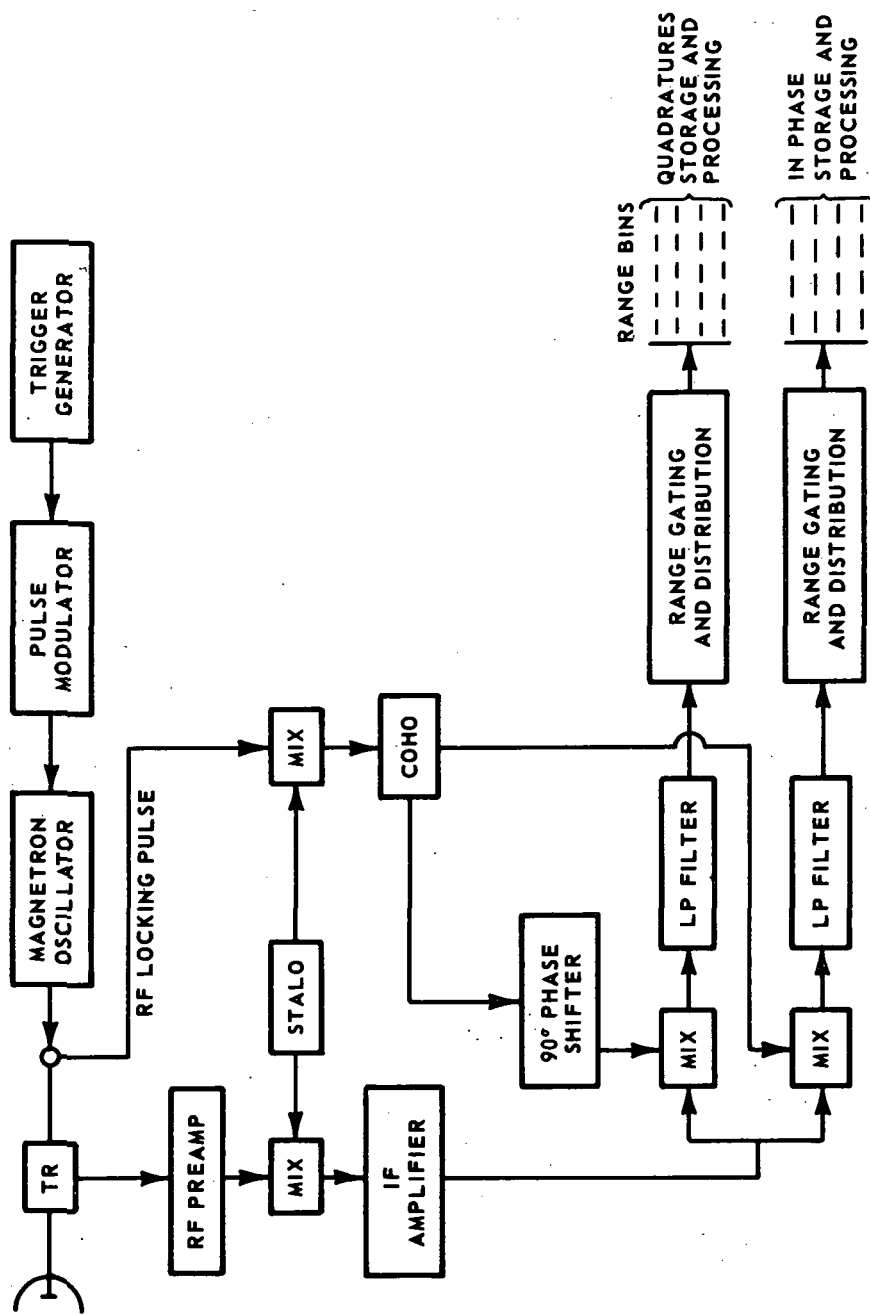 TRIGGER
GENERATOR
PULSE
MODULATOR
MAGNETRON
OSCILLATOR
TR
RF LOCKING PULSE
RF PREAMP
MIX
STALO
MIX
IF
AMPLIFIER
COHO
90° PHASE
SHIFTER
MIX
LP FILTER
RANGE GATING
AND DISTRIBUTION
RANGE BINS
QUADRATURES
STORAGE AND
PROCESSING
MIX
LP FILTER
RANGE GATING
AND DISTRIBUTION
IN PHASE
STORAGE AND
PROCESSING